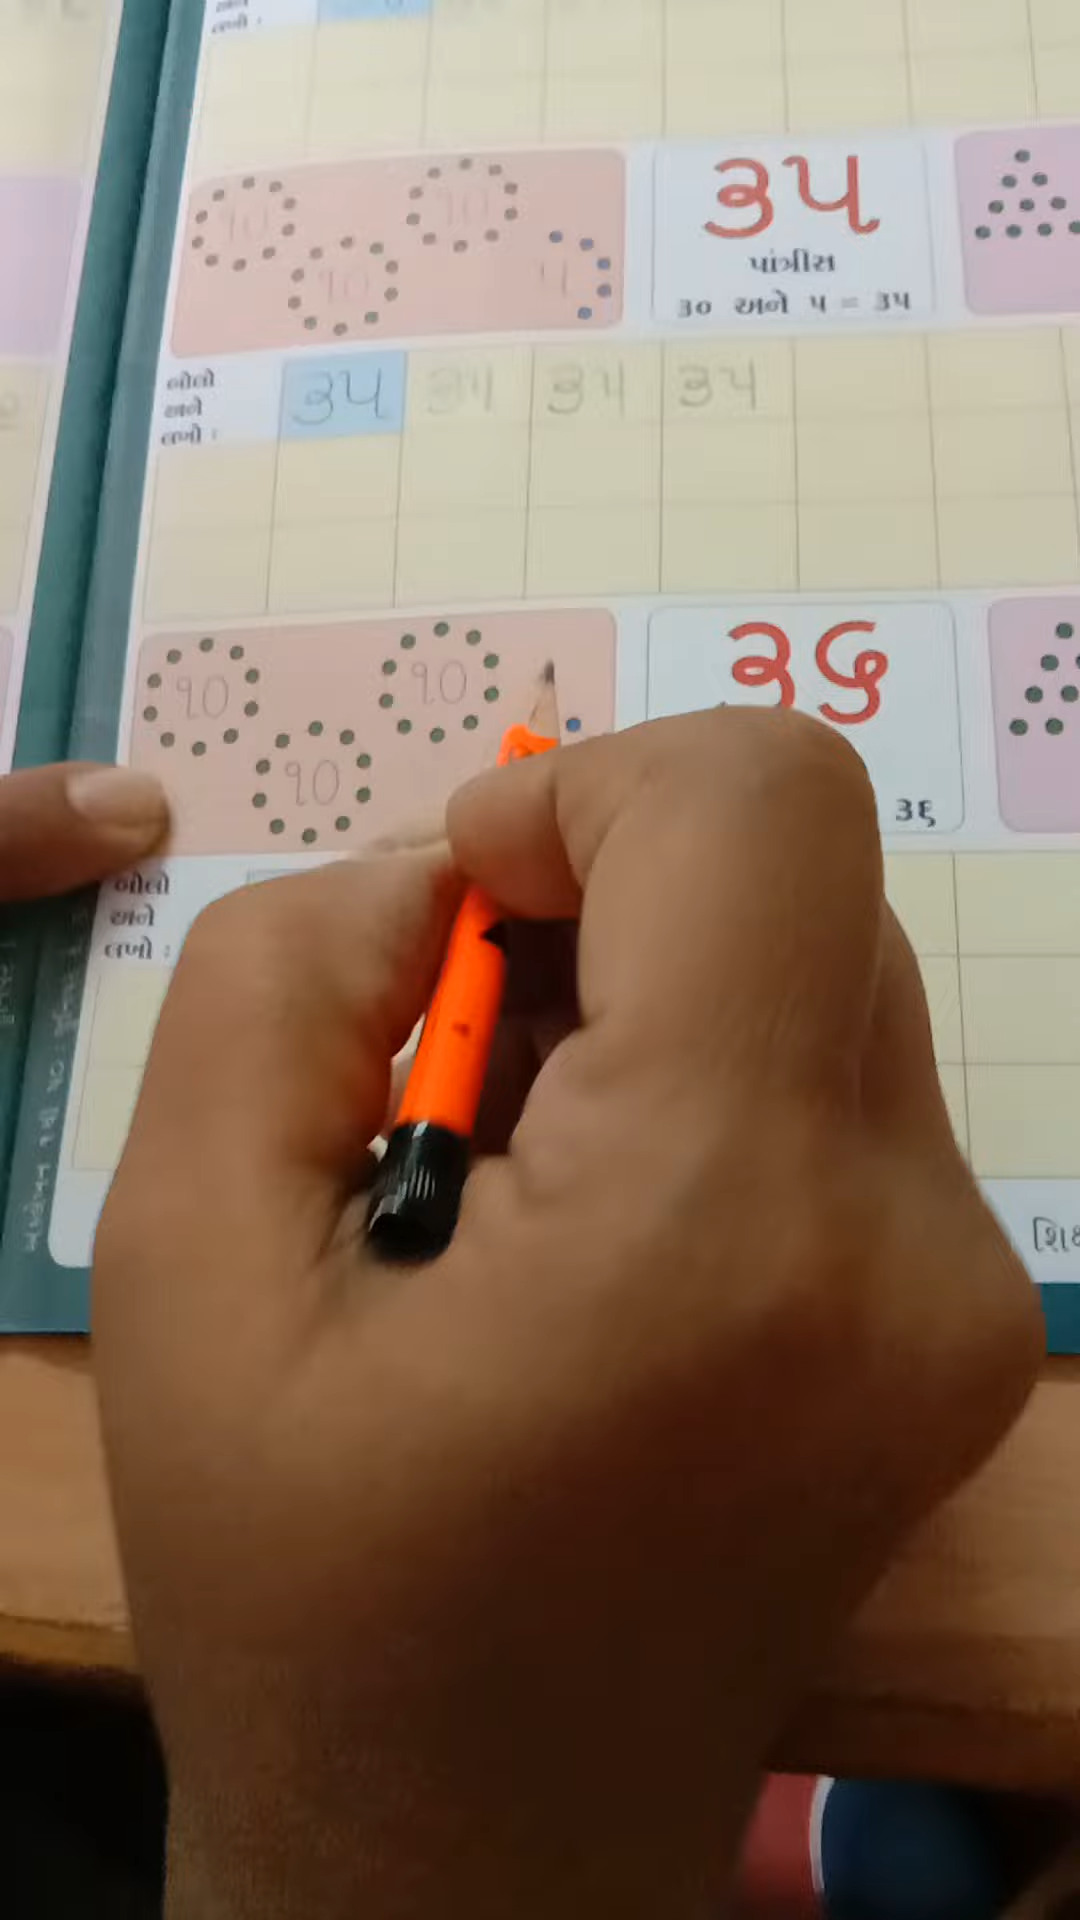 લખો :
૧૦ ૧૦ ૧૦ ૫
૩૫
પાંત્રીસ
૩૦ અને ૫ = ૩૫
બોલો
અને
લખો :
૩૫ ૩૫ ૩૫ ૩૫
૧૦ ૧૦ ૧૦
૩૬
૩૬
બોલો
અને
લખો :